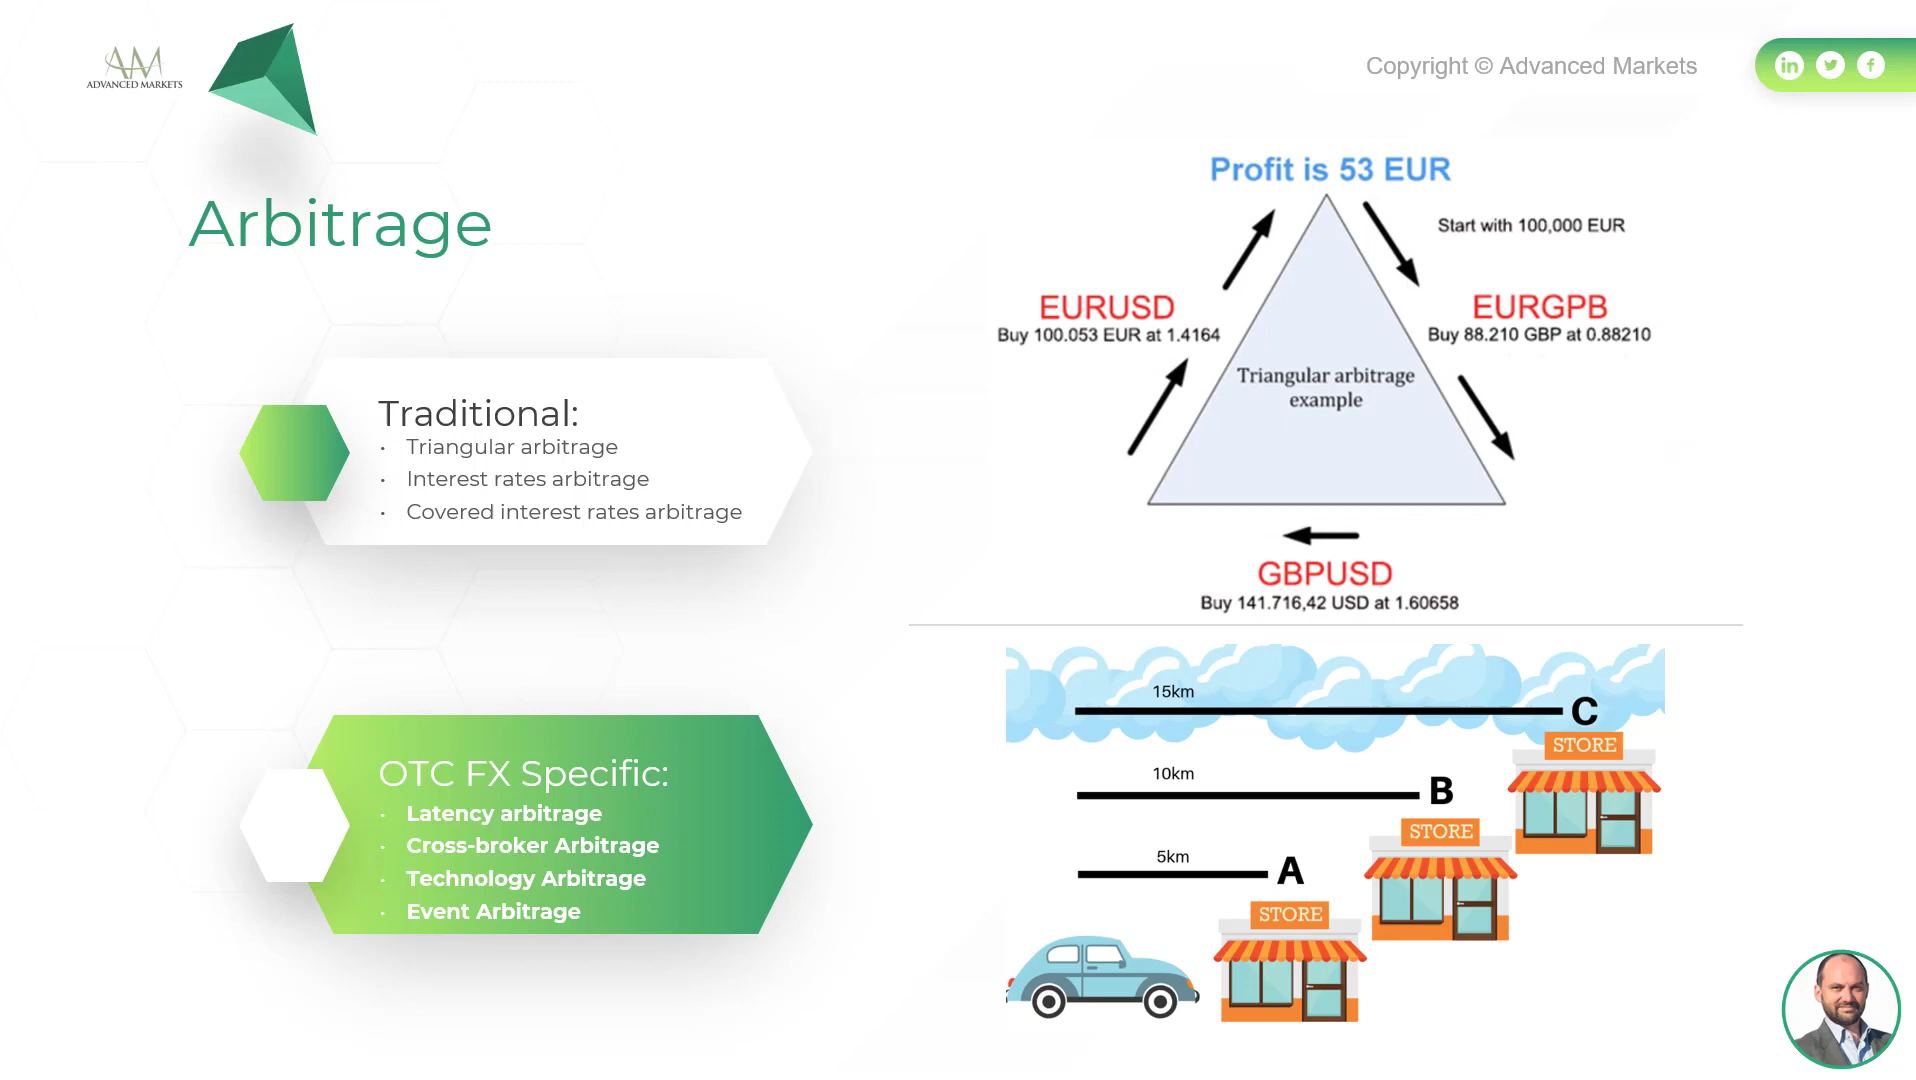 AM
ADVANCED MARKETS
Copyright © Advanced Markets
in
f
Arbitrage
Traditional:
• Triangular arbitrage
• Interest rates arbitrage
• Covered interest rates arbitrage
OTC FX Specific:
• Latency arbitrage
• Cross-broker Arbitrage
• Technology Arbitrage
• Event Arbitrage
Profit is 53 EUR
Start with 100,000 EUR
EURUSD
Buy 100.053 EUR at 1.4164
EURGPB
Buy 88.210 GBP at 0.88210
Triangular arbitrage
example
GBPUSD
Buy 141.716,42 USD at 1.60658
15km
C
STORE
10km
B
STORE
5km
A
STORE